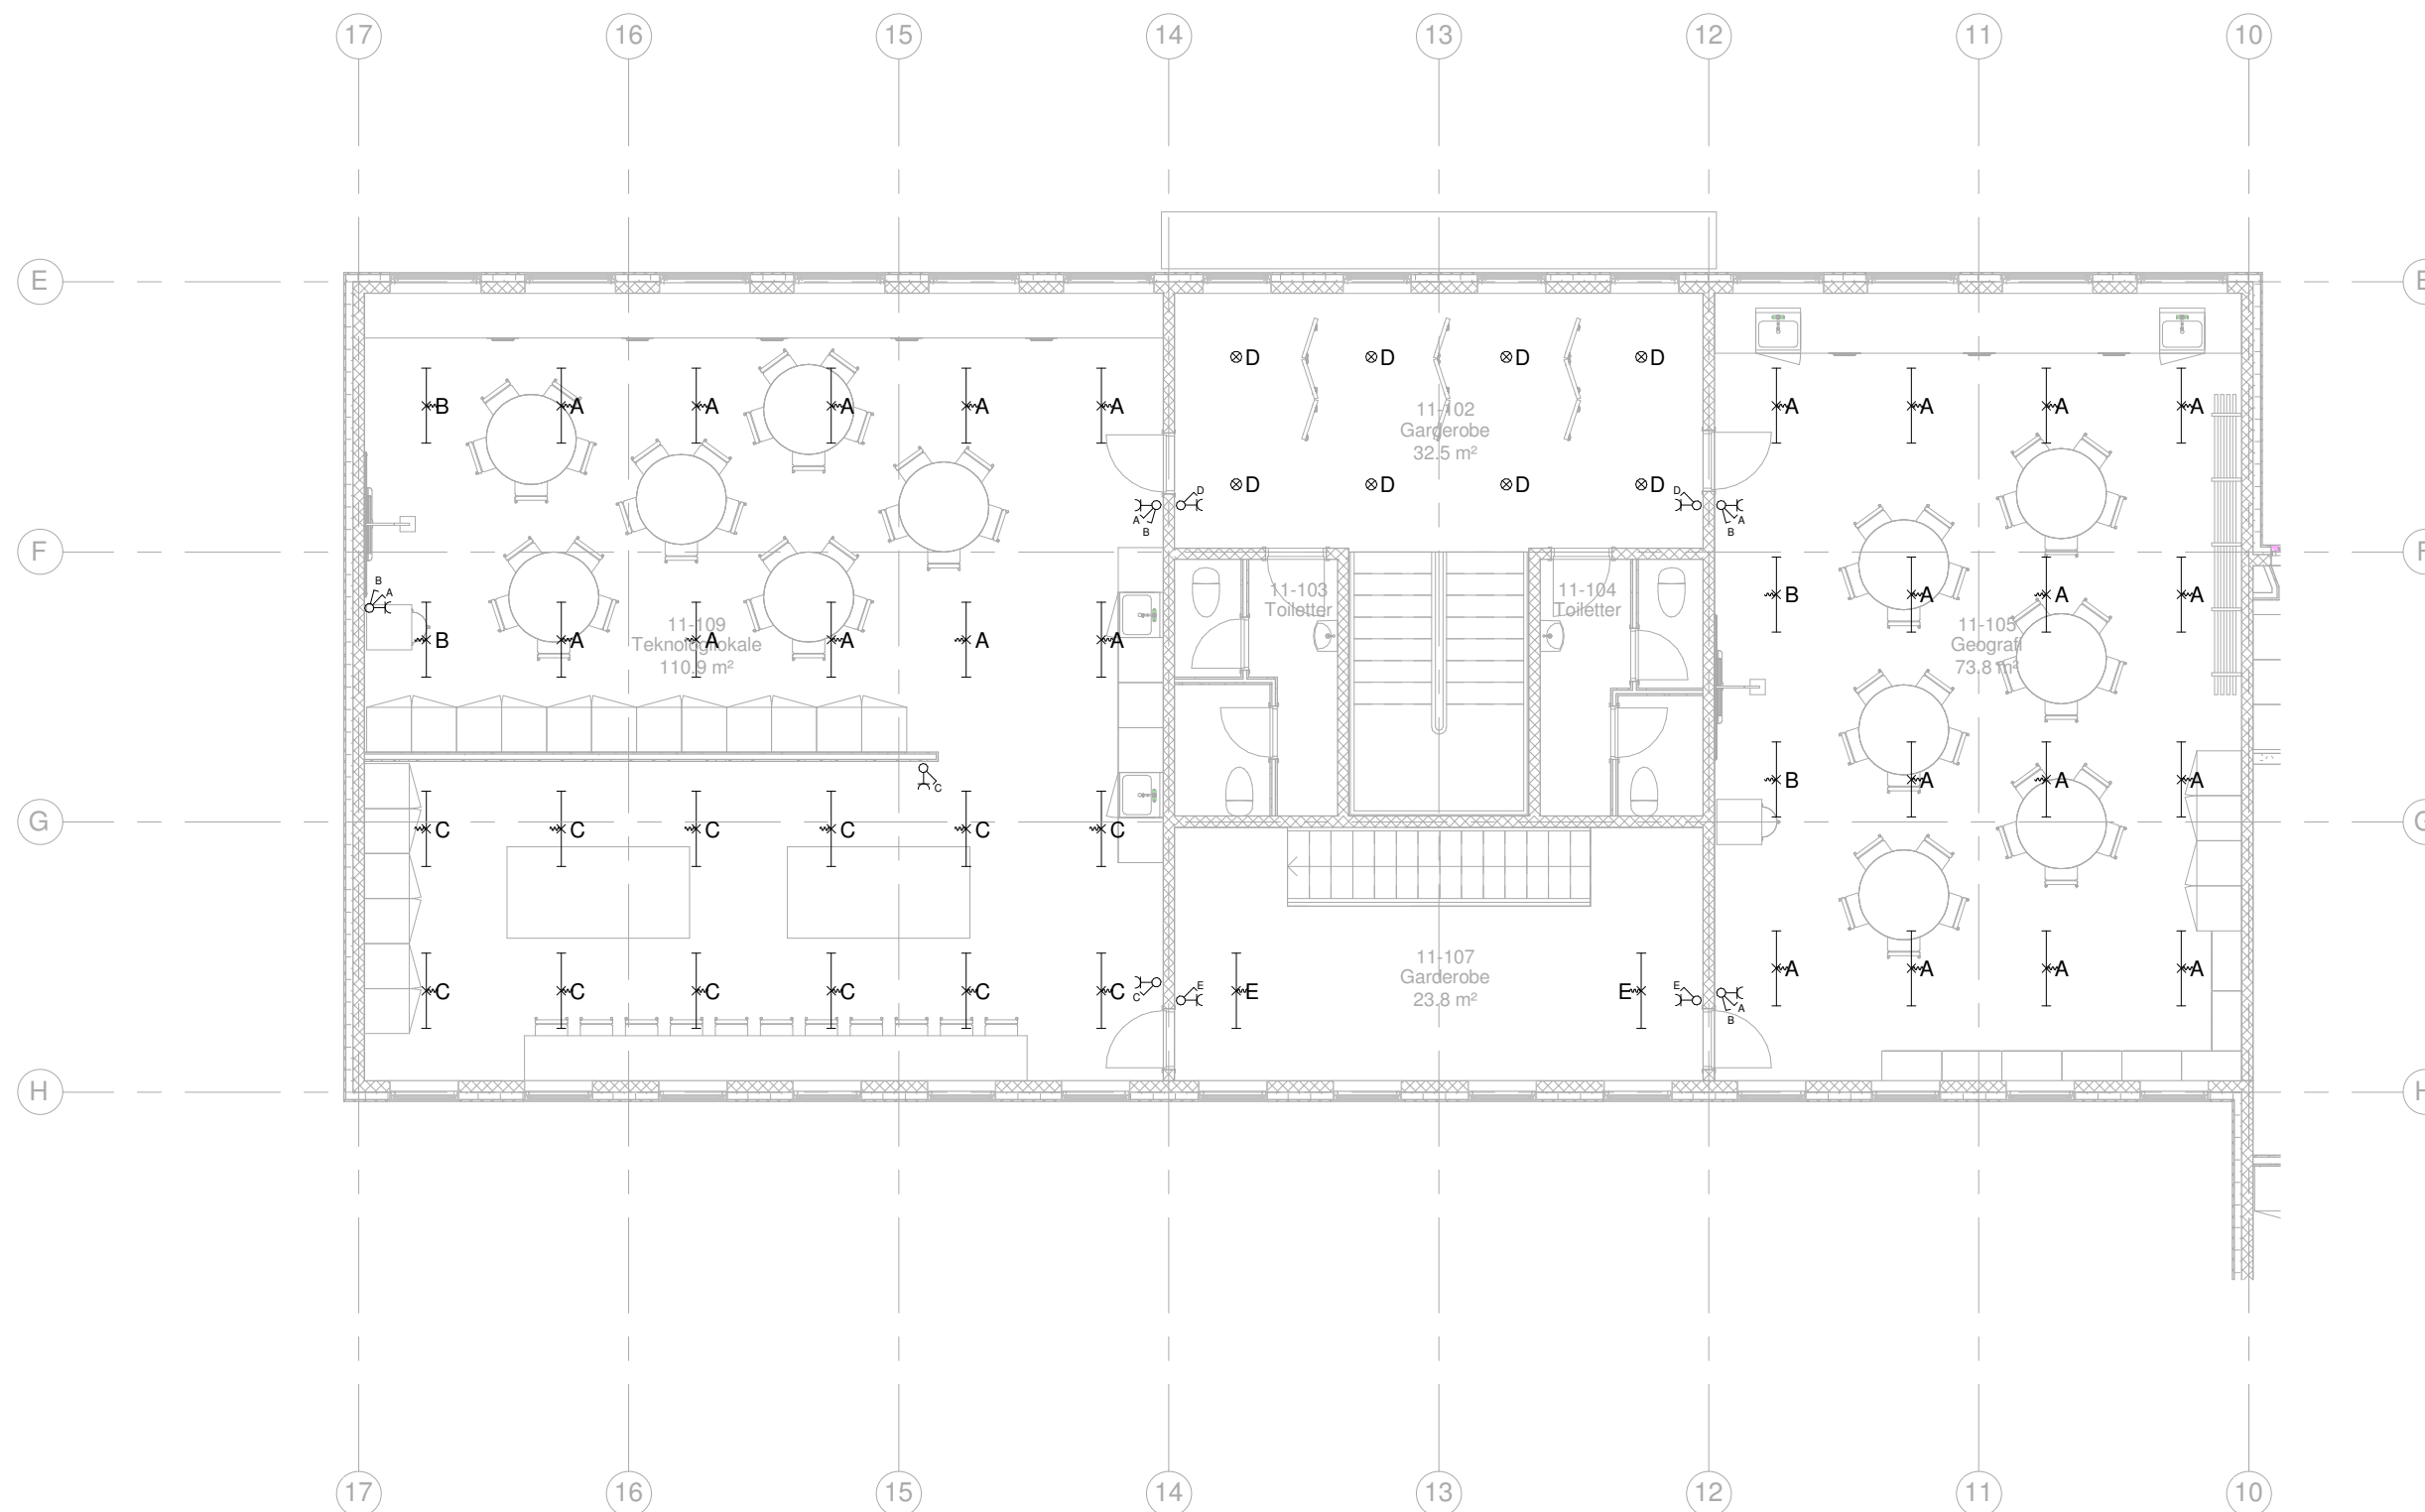 17 16 15 14 13 12 11 10
E E
D D D D
B A A A A A A A A A
11-102
Garderobe
32.5 m²
D D D D
D D
A A
B B
F F
B
A
11-103 11-104
Toiletter Toiletter
B A A A
11-109
Teknologilokale
110.9 m²
11-105
Geografi
73.8 m²
B A A A A A
B A A A
C
G G
C C C C C C
11-107
Garderobe
23.8 m²
A A A A
C E E
C C C C C C E E
A
B
H H
17 16 15 14 13 12 11 10